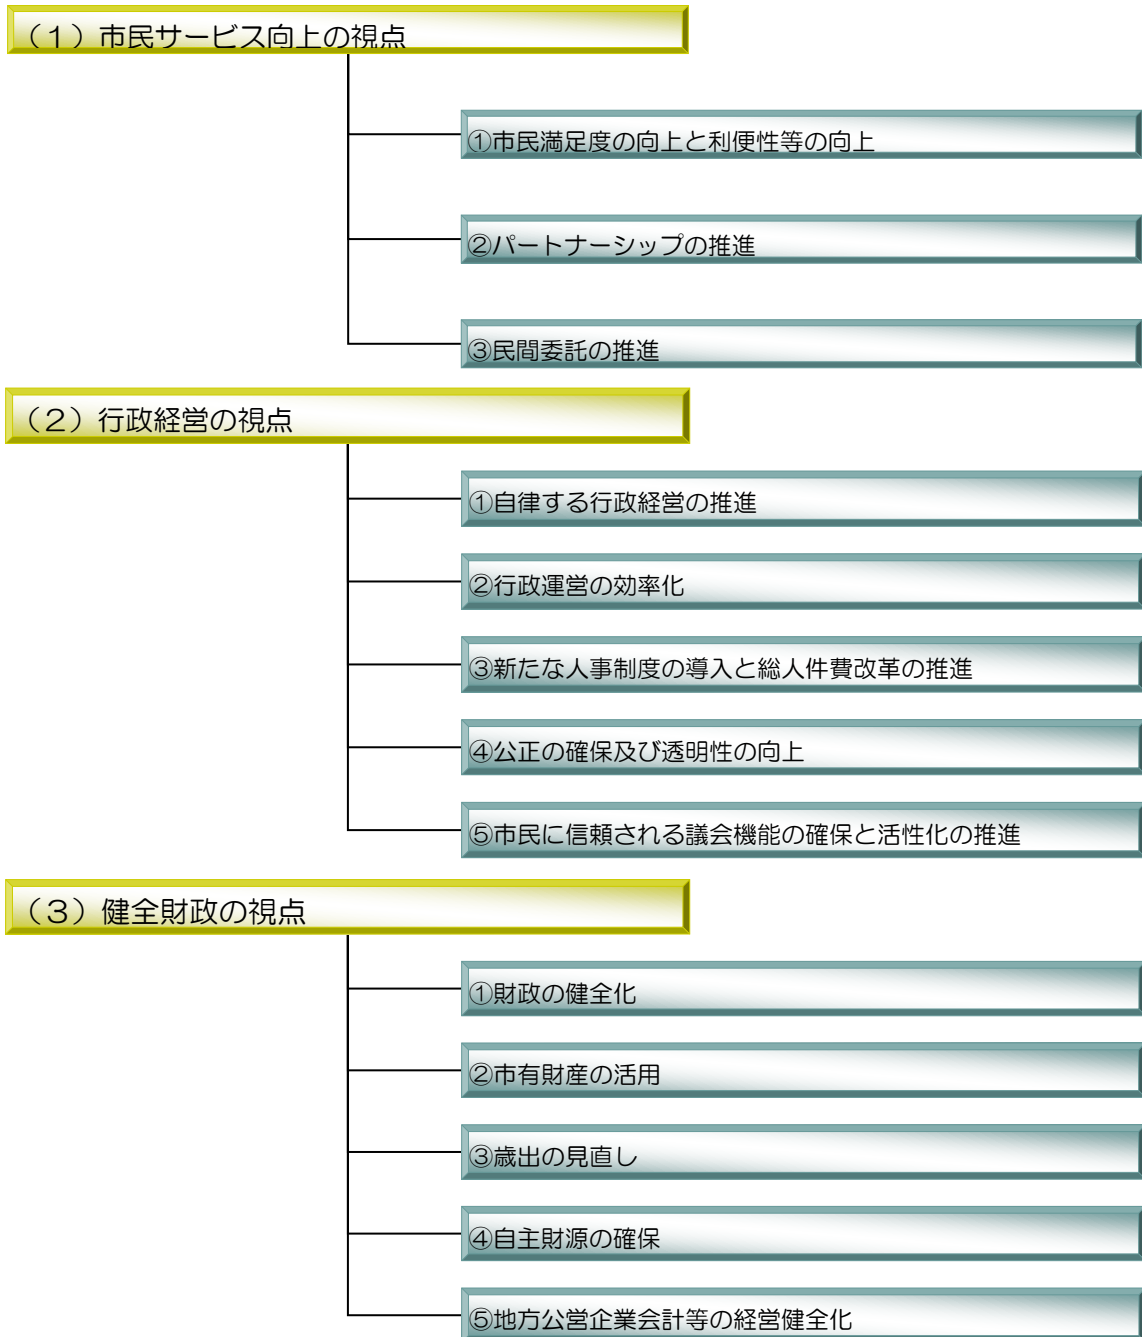 （１）市民サービス向上の視点
①市民満足度の向上と利便性等の向上
②パートナーシップの推進
③民間委託の推進
（２）行政経営の視点
①自律する行政経営の推進
②行政運営の効率化
③新たな人事制度の導入と総人件費改革の推進
④公正の確保及び透明性の向上
⑤市民に信頼される議会機能の確保と活性化の推進
（３）健全財政の視点
①財政の健全化
②市有財産の活用
③歳出の見直し
④自主財源の確保
⑤地方公営企業会計等の経営健全化